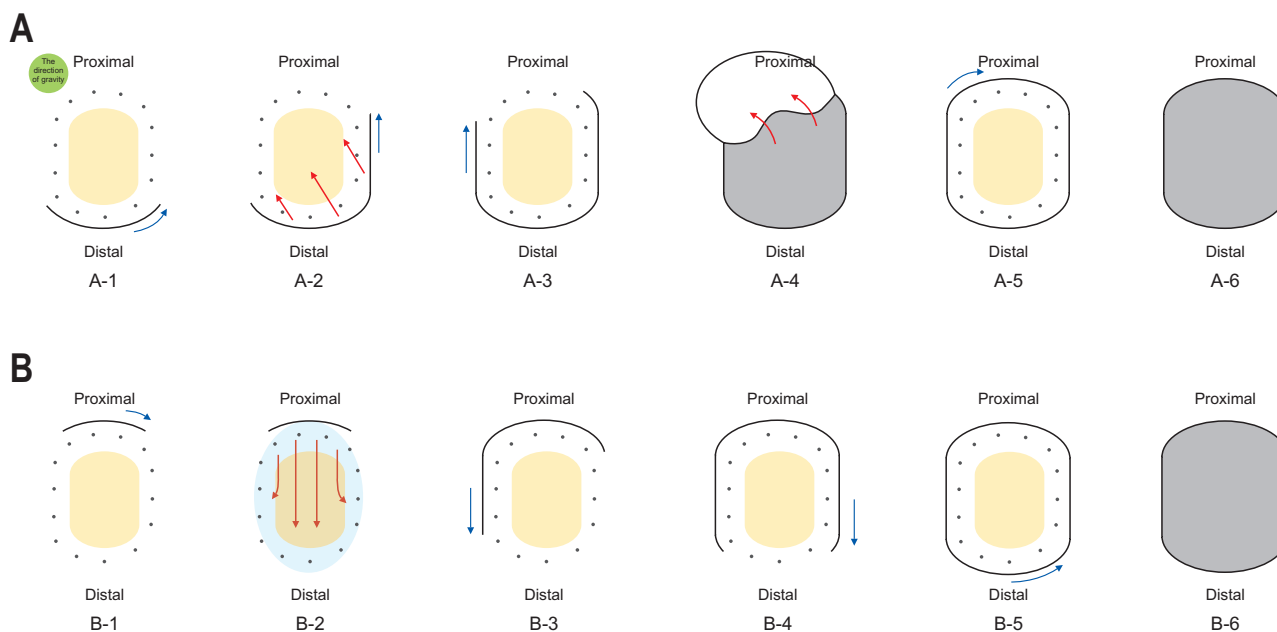 A
The
direction
of gravity
Proximal
Proximal
Proximal
Proximal
Proximal
Proximal
Distal
Distal
Distal
Distal
Distal
Distal
A-1
A-2
A-3
A-4
A-5
A-6
B
Proximal
Proximal
Proximal
Proximal
Proximal
Proximal
Distal
Distal
Distal
Distal
Distal
Distal
B-1
B-2
B-3
B-4
B-5
B-6